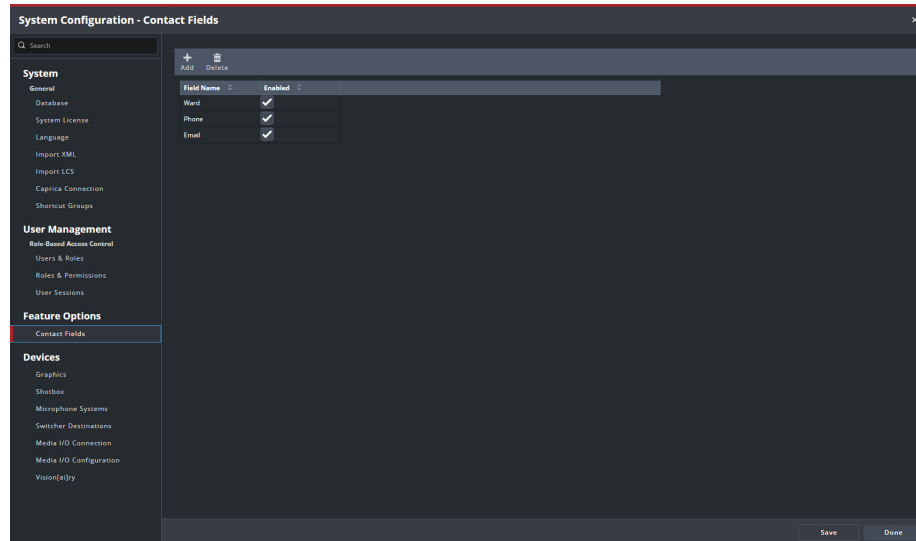 System Configuration - Contact Fields
Search
Add Delete
System
General
Database
System License
Language
Import XML
Import LCS
Caprica Connection
Shortcut Groups
User Management
Role-Based Access Control
Users & Roles
Roles & Permissions
User Sessions
Feature Options
Contact Fields
Devices
Graphics
Shotbox
Microphone Systems
Switcher Destinations
Media I/O Connection
Media I/O Configuration
Vision[ai]ry
Field Name Enabled
Ward
Phone
Email
Save Done